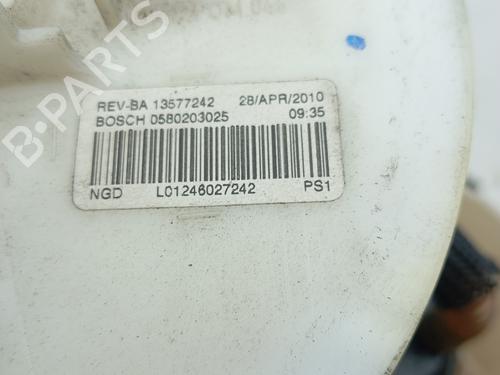 REV-BA 13577242 28/APR/2010
BOSCH 0580203025 09:35
NGD L01246027242 PS1
B-PARTS